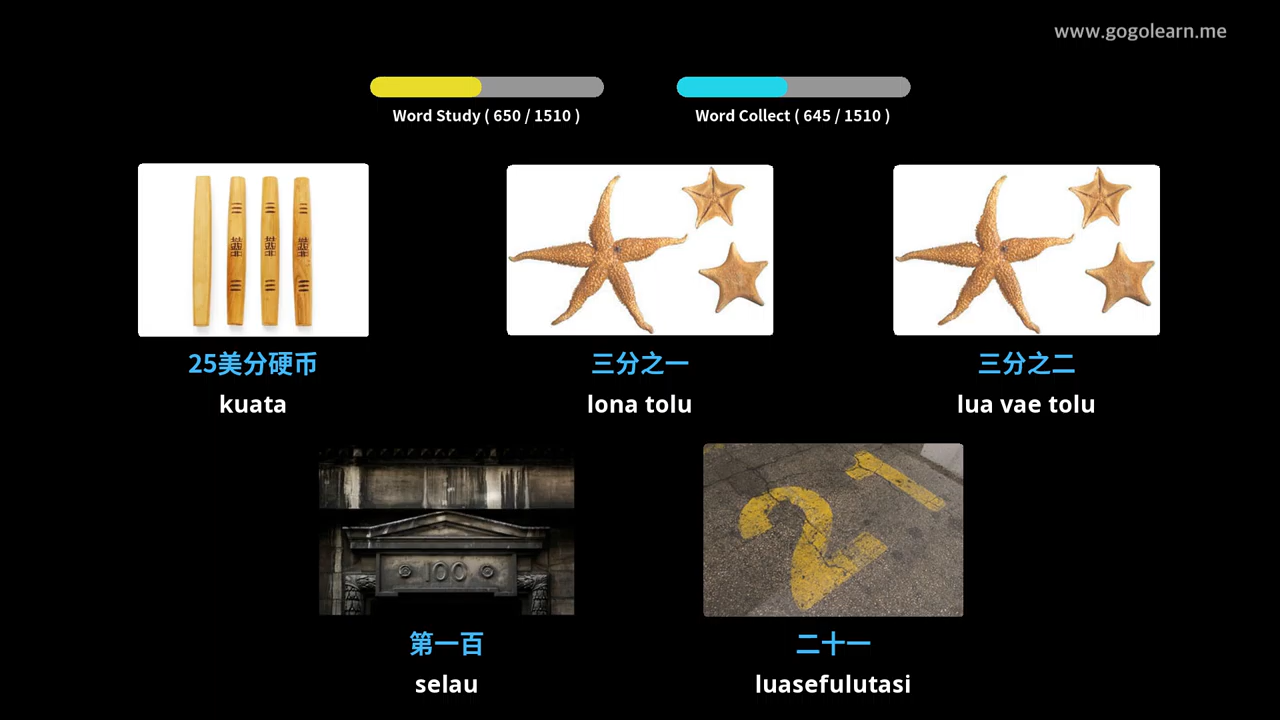 www.gogolearn.me
Word Study ( 650 / 1510 )
Word Collect ( 645 / 1510 )
25美分硬币
kuata
三分之一
lona tolu
三分之二
lua vae tolu
100
第一百
selau
21
二十一
luasefulutasi